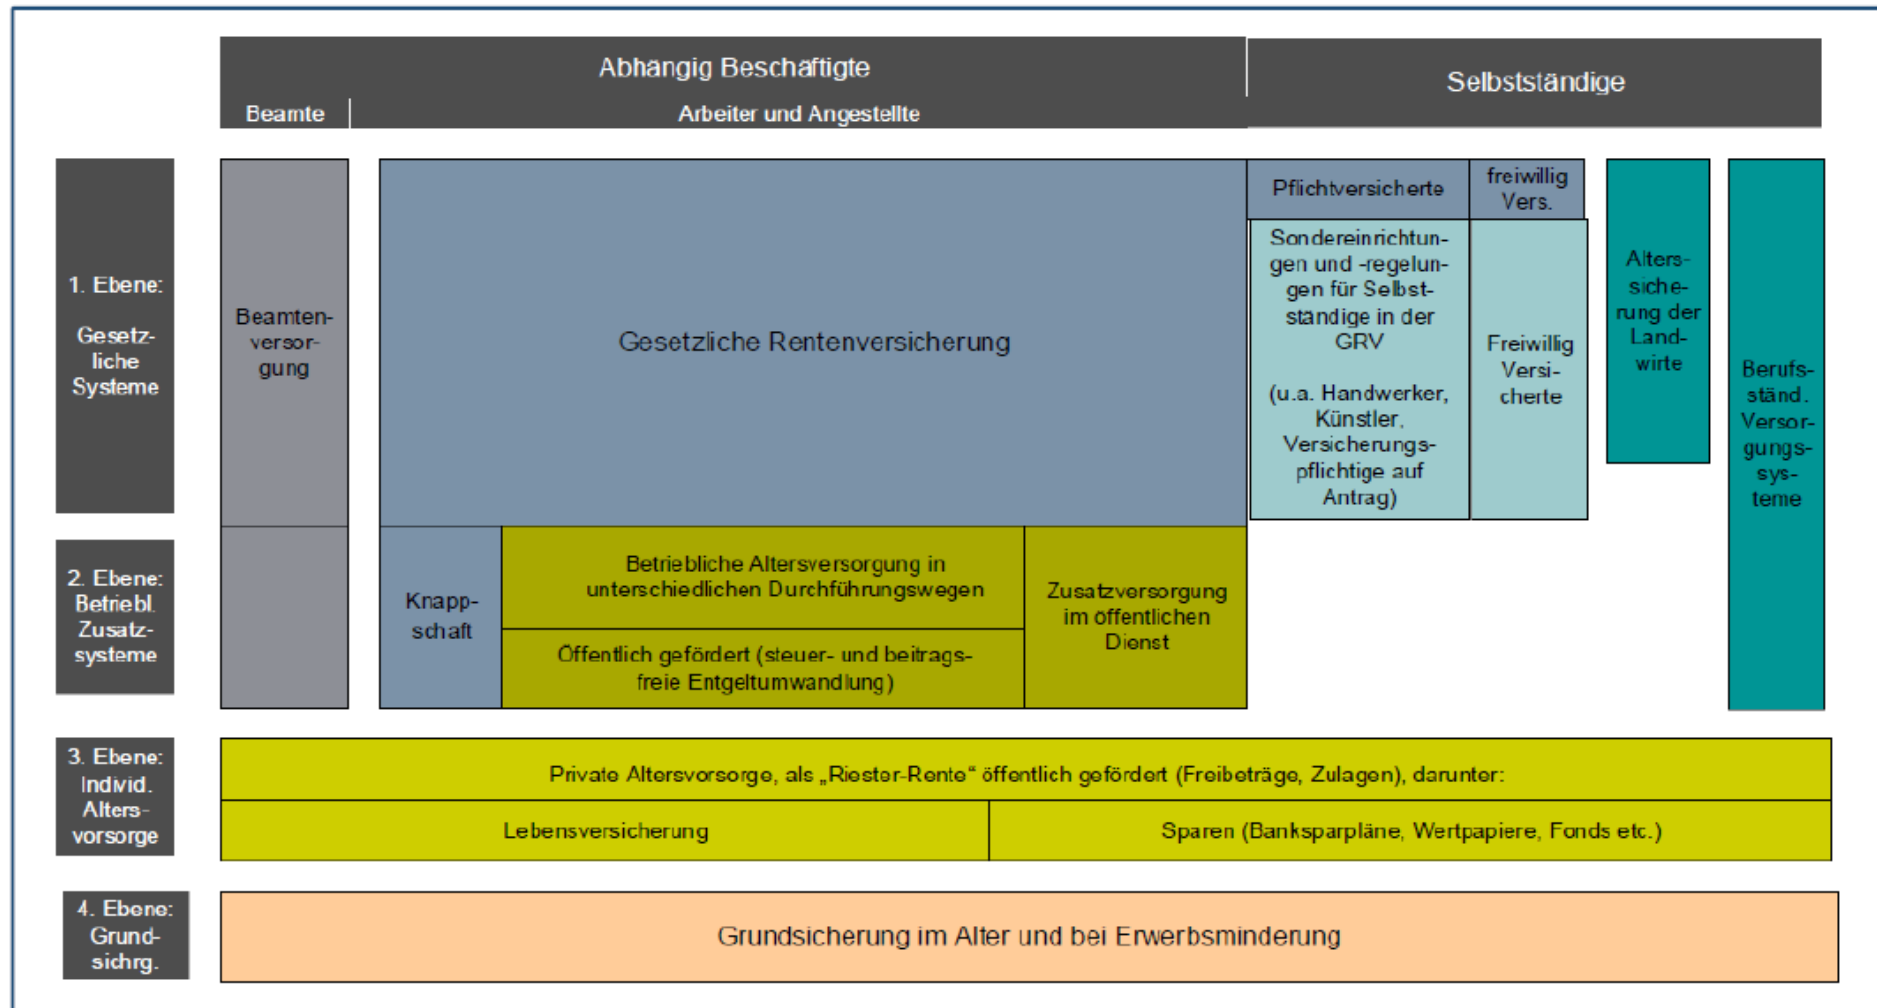 Abhängig Beschäftigte
Selbstständige
Beamte
Arbeiter und Angestellte
1. Ebene:
Gesetz-
liche
Systeme
Beamten-
versor-
gung
Gesetzliche Rentenversicherung
Pflichtversicherte
freiwillig
Vers.
Sondereinrichtun-
gen und -regelun-
gen für Selbst-
ständige in der
GRV
(u.a. Handwerker,
Künstler,
Versicherungs-
pflichtige auf
Antrag)
Freiwillig
Versi-
cherte
Alters-
siche-
rung der
Land-
wirte
Berufs-
ständ.
Versor-
gungs-
sys-
teme
2. Ebene:
Betriebl.
Zusatz-
systeme
Knapp-
schaft
Betriebliche Altersversorgung in
unterschiedlichen Durchführungswegen
Öffentlich gefördert (steuer- und beitrags-
freie Entgeltumwandlung)
Zusatzversorgung
im öffentlichen
Dienst
3. Ebene:
Individ.
Alters-
vorsorge
Private Altersvorsorge, als „Riester-Rente“ öffentlich gefördert (Freibeträge, Zulagen), darunter:
Lebensversicherung
Sparen (Banksparpläne, Wertpapiere, Fonds etc.)
4. Ebene:
Grund-
sichrg.
Grundsicherung im Alter und bei Erwerbsminderung